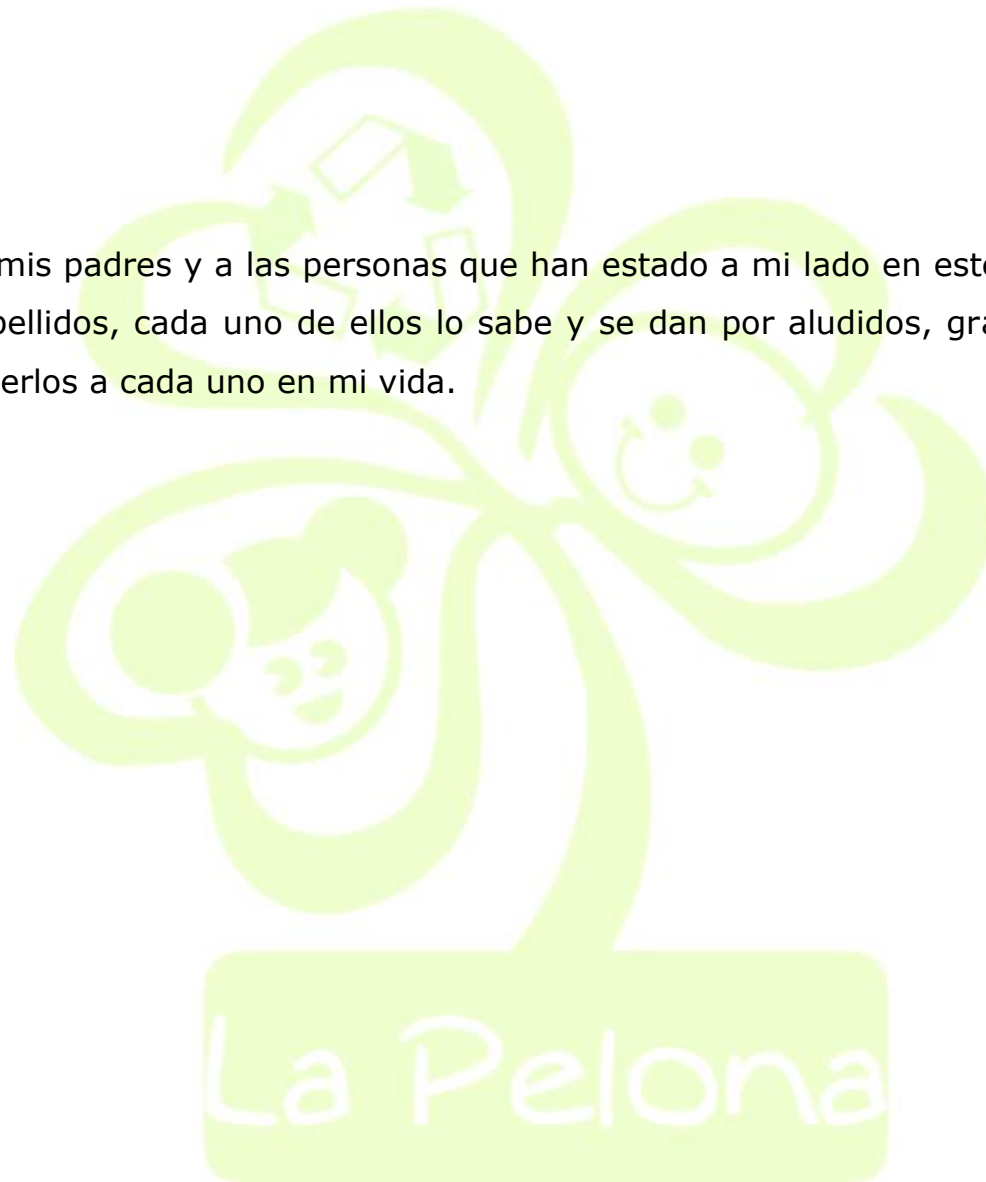 mis padres y a las personas que han estado a mi lado en este
pellidos, cada uno de ellos lo sabe y se dan por aludidos, gra
erlos a cada uno en mi vida.
La Pelona